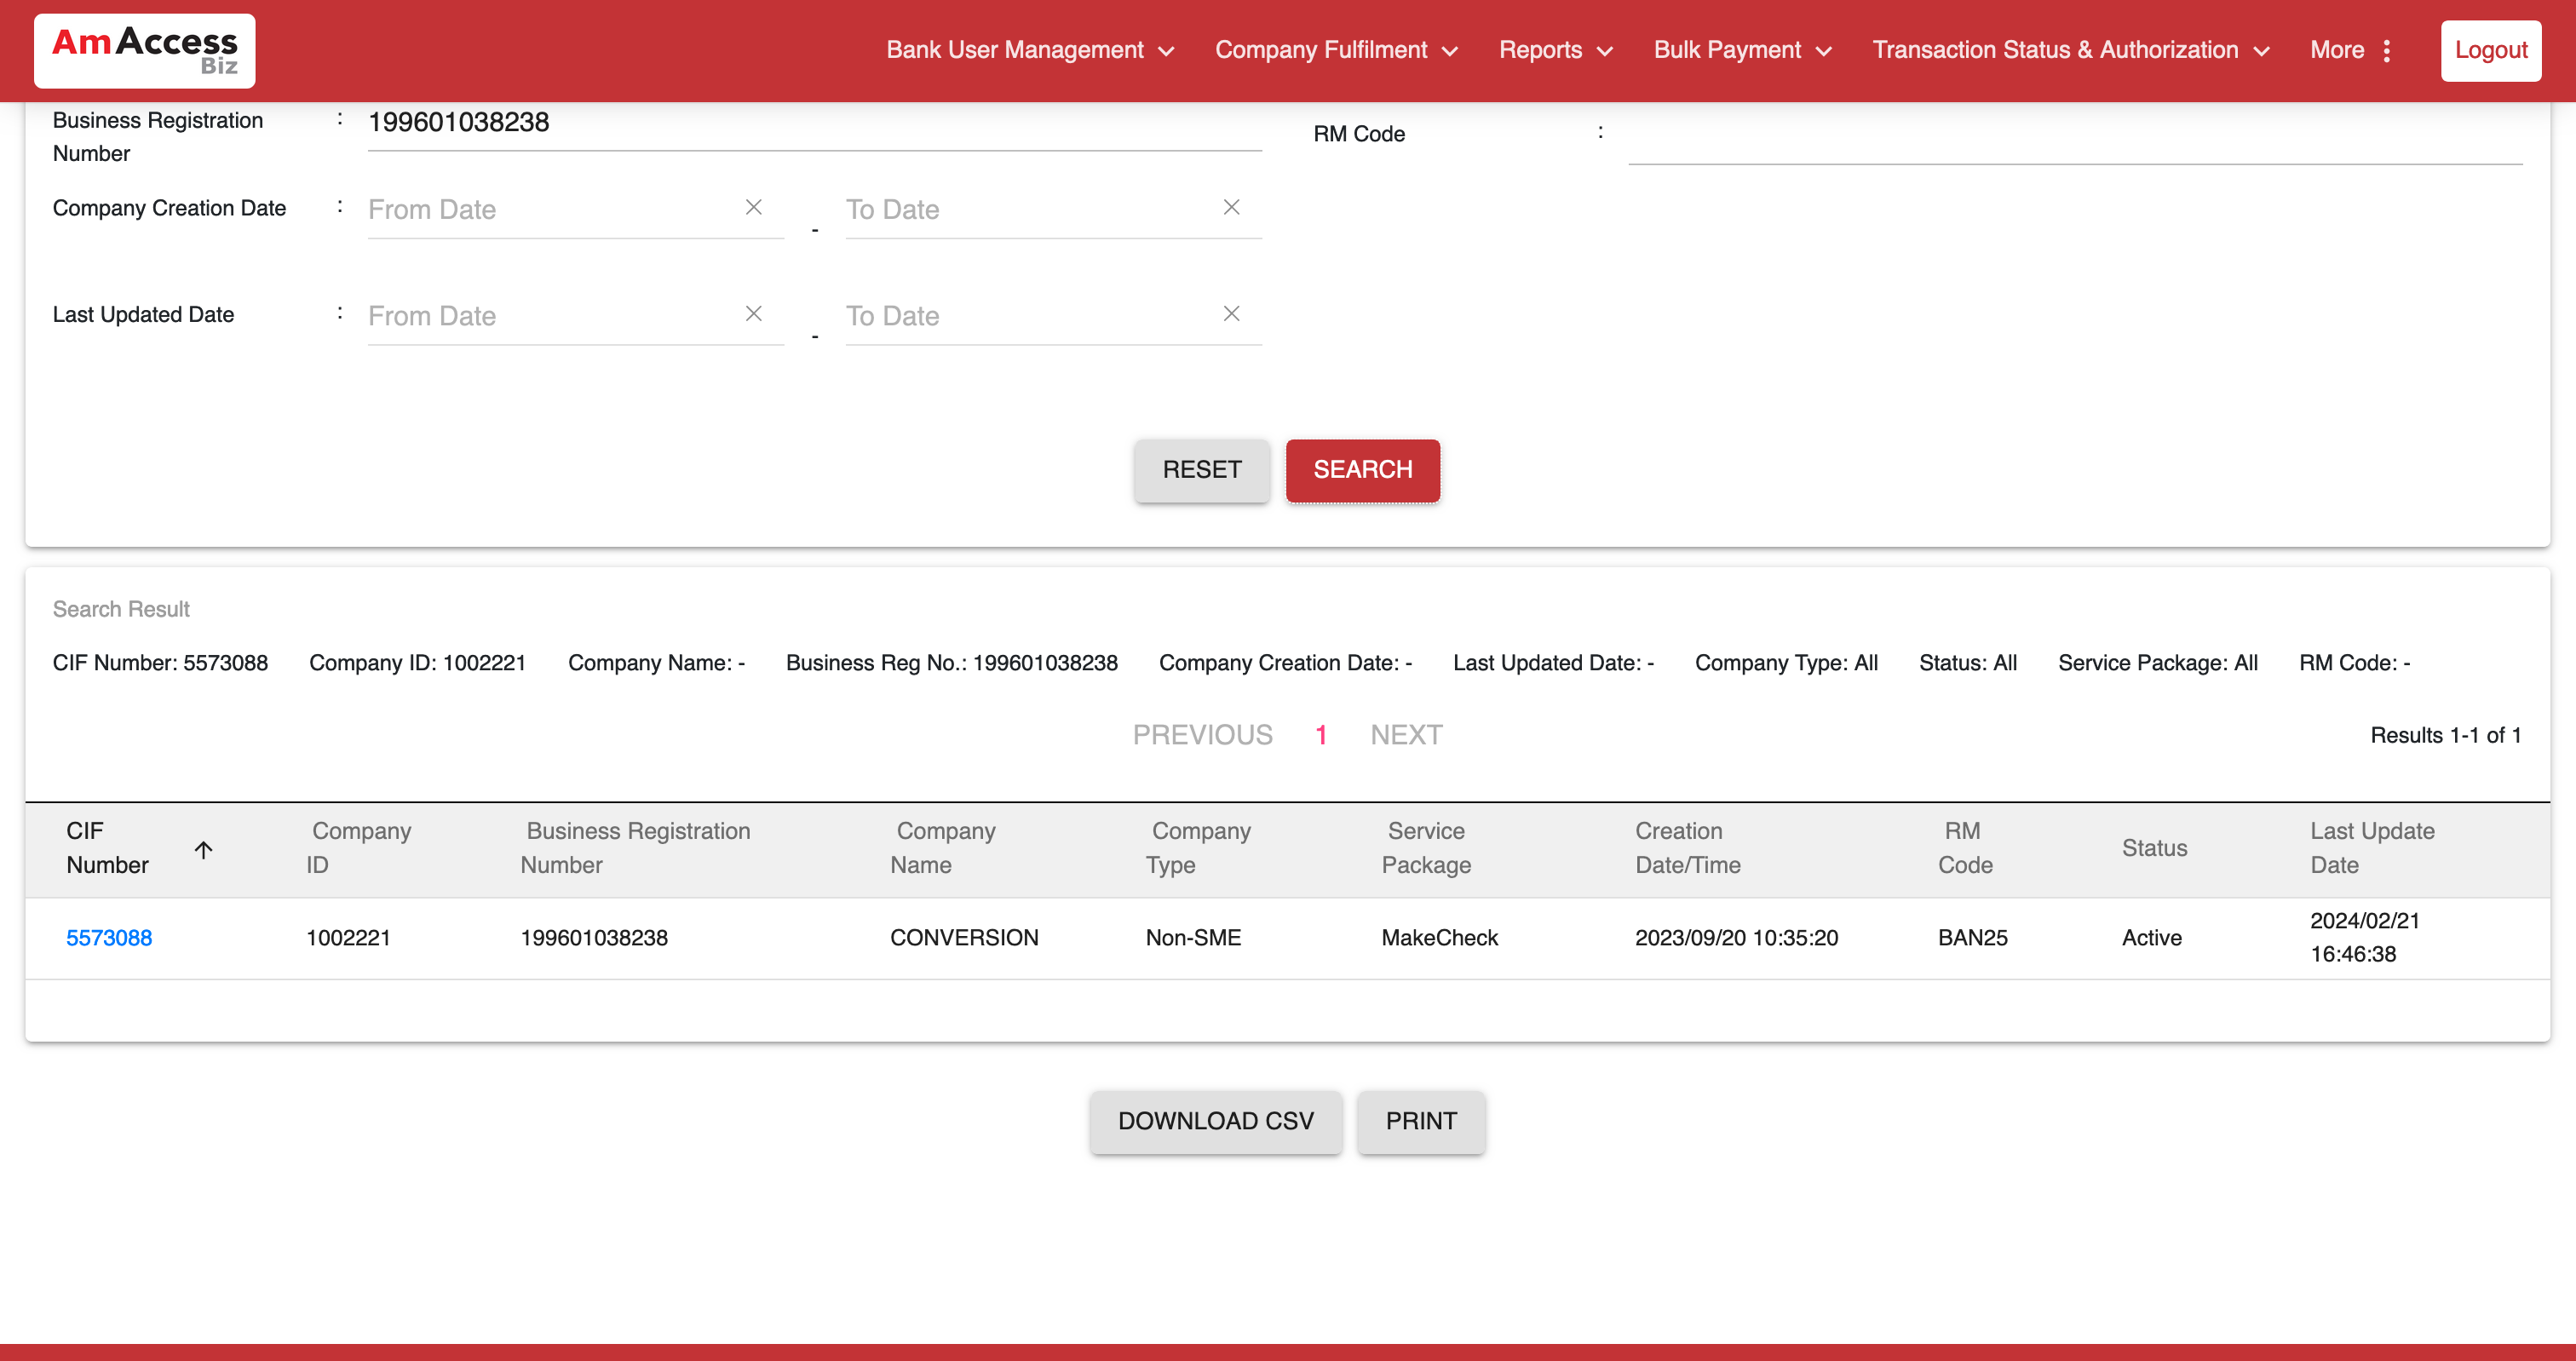 AmAccess
Biz
Bank User Management
Company Fulfilment
Reports
Bulk Payment
Transaction Status & Authorization
More
Logout
Business Registration
Number
: 199601038238
RM Code :
Company Creation Date : From Date - To Date
Last Updated Date : From Date - To Date
RESET
SEARCH
Search Result
CIF Number: 5573088 Company ID: 1002221 Company Name: - Business Reg No.: 199601038238 Company Creation Date: - Last Updated Date: - Company Type: All Status: All Service Package: All RM Code: -
PREVIOUS 1 NEXT
Results 1-1 of 1
CIF
Number
Company
ID
Business Registration
Number
Company
Name
Company
Type
Service
Package
Creation
Date/Time
RM
Code
Status
Last Update
Date
5573088
1002221
199601038238
CONVERSION
Non-SME
MakeCheck
2023/09/20 10:35:20
BAN25
Active
2024/02/21
16:46:38
DOWNLOAD CSV
PRINT